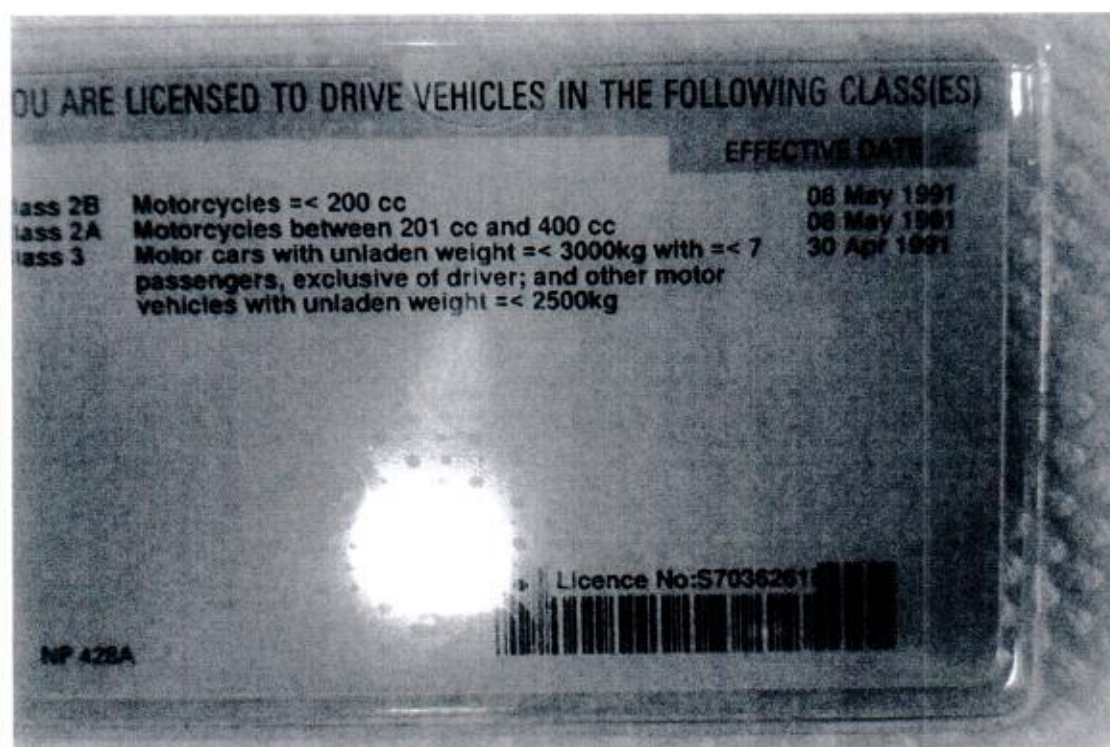 OU ARE LICENSED TO DRIVE VEHICLES IN THE FOLLOWING CLASS(ES)
EFFECTIVE DATE
lass 2B Motorcycles =< 200 cc 06 May 1991
lass 2A Motorcycles between 201 cc and 400 cc 06 May 1991
lass 3 Motor cars with unladen weight =< 3000kg with =< 7 30 Apr 1991
passengers, exclusive of driver; and other motor
vehicles with unladen weight =< 2500kg
Licence No:S7036261
NP 428A